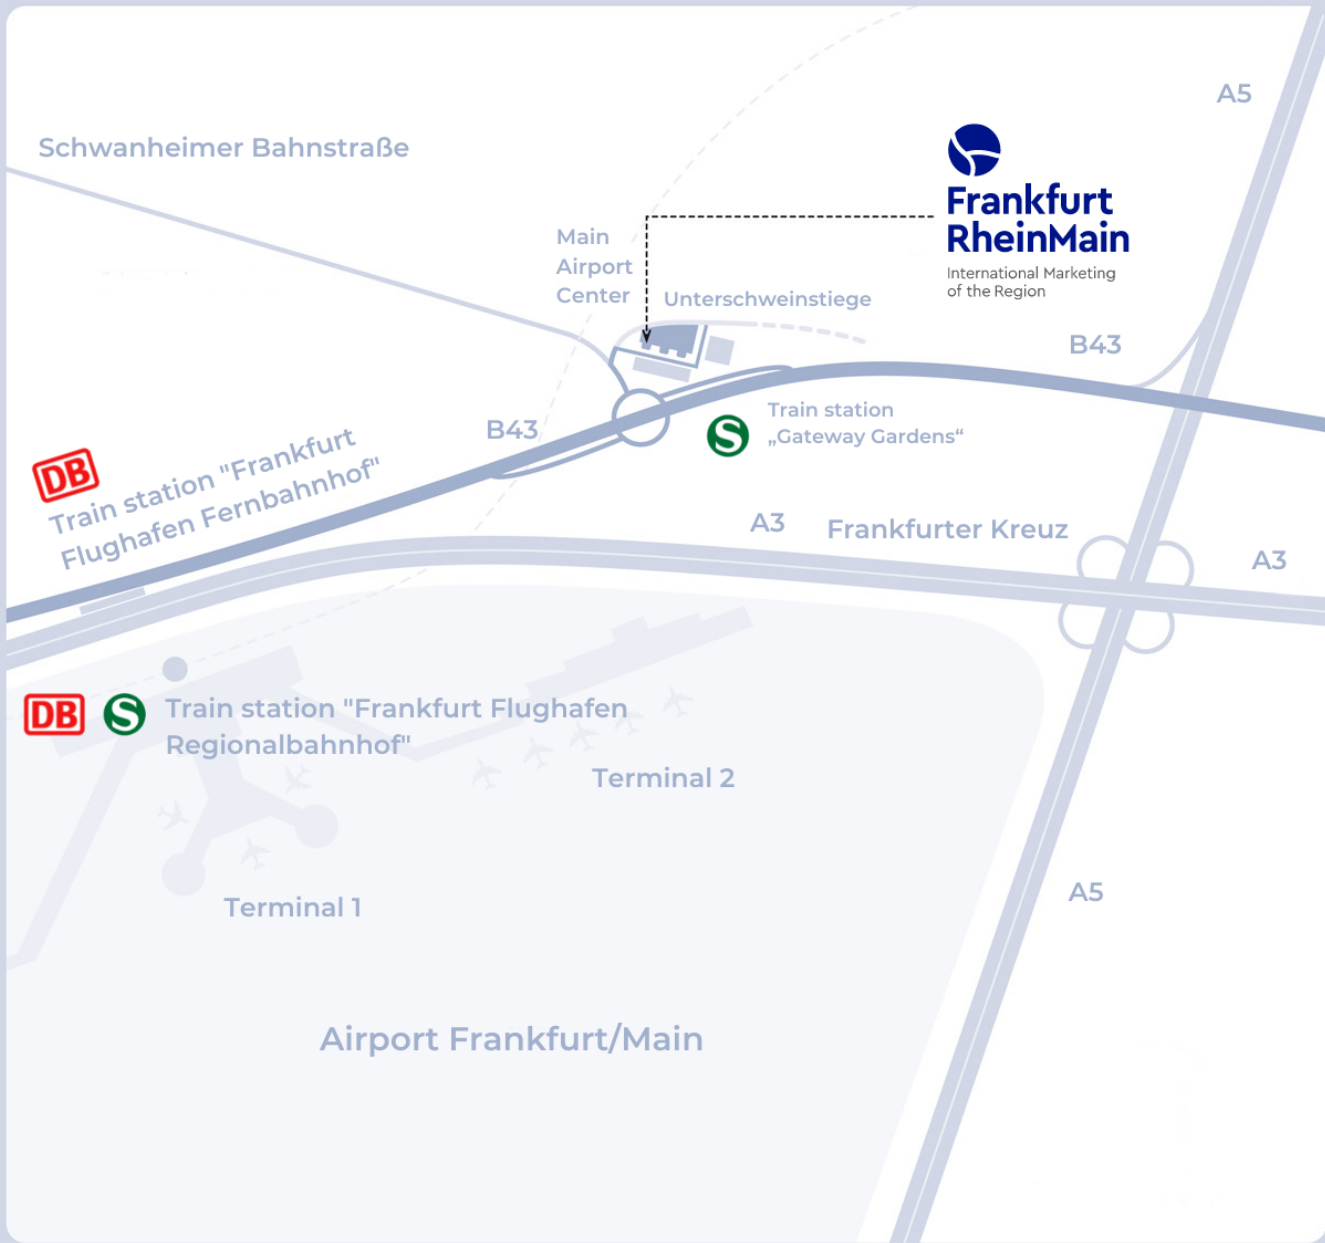 A5
Schwanheimer Bahnstraße
Frankfurt
RheinMain
International Marketing
of the Region
Main
Airport
Center
Unterschweinstiege
B43
Train station
„Gateway Gardens“
B43
DB
Train station "Frankfurt
Flughafen Fernbahnhof"
S
A3
Frankfurter Kreuz
A3
DB
S
Train station "Frankfurt Flughafen
Regionalbahnhof"
Terminal 2
Terminal 1
A5
Airport Frankfurt/Main